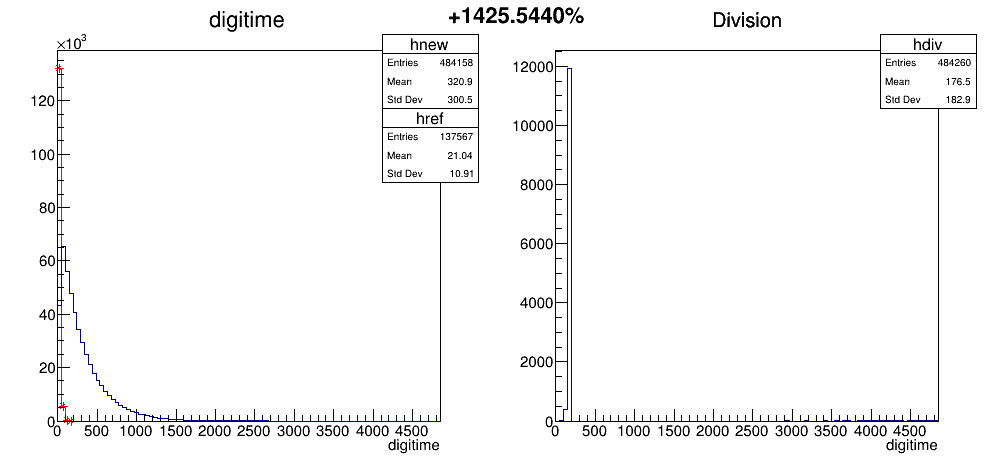 digitime
+1425.5440%
Division
×10³
hnew
Entries 484158
Mean 320.9
Std Dev 300.5
href
Entries 137567
Mean 21.04
Std Dev 10.91
120
100
80
60
40
20
0
0 500 1000 1500 2000 2500 3000 3500 4000 4500
digitime
hdiv
Entries 484260
Mean 176.5
Std Dev 182.9
12000
10000
8000
6000
4000
2000
0
0 500 1000 1500 2000 2500 3000 3500 4000 4500
digitime